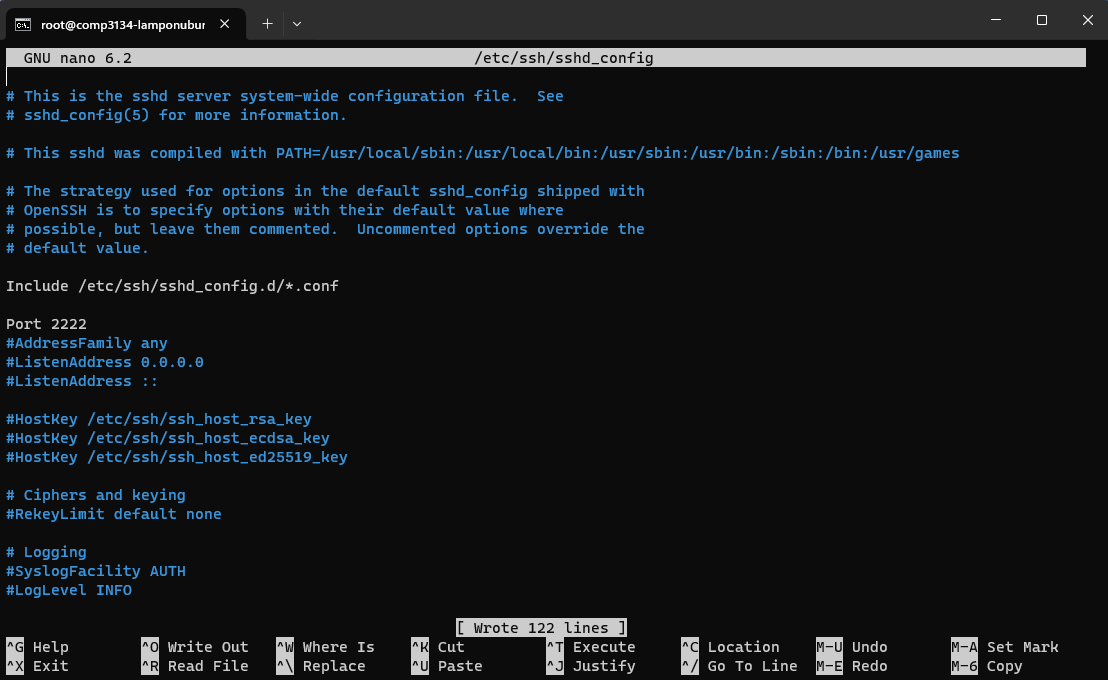 root@comp3134-lamponubur
GNU nano 6.2 /etc/ssh/sshd_config
# This is the sshd server system-wide configuration file.  See
# sshd_config(5) for more information.
# This sshd was compiled with PATH=/usr/local/sbin:/usr/local/bin:/usr/sbin:/usr/bin:/sbin:/bin:/usr/games
# The strategy used for options in the default sshd_config shipped with
# OpenSSH is to specify options with their default value where
# possible, but leave them commented.  Uncommented options override the
# default value.
Include /etc/ssh/sshd_config.d/*.conf
Port 2222
#AddressFamily any
#ListenAddress 0.0.0.0
#ListenAddress ::
#HostKey /etc/ssh/ssh_host_rsa_key
#HostKey /etc/ssh/ssh_host_ecdsa_key
#HostKey /etc/ssh/ssh_host_ed25519_key
# Ciphers and keying
#RekeyLimit default none
# Logging
#SyslogFacility AUTH
#LogLevel INFO
[ Wrote 122 lines ]
^G Help ^O Write Out ^W Where Is ^K Cut ^T Execute ^C Location M-U Undo M-A Set Mark
^X Exit ^R Read File ^\ Replace ^U Paste ^J Justify ^/ Go To Line M-E Redo M-6 Copy